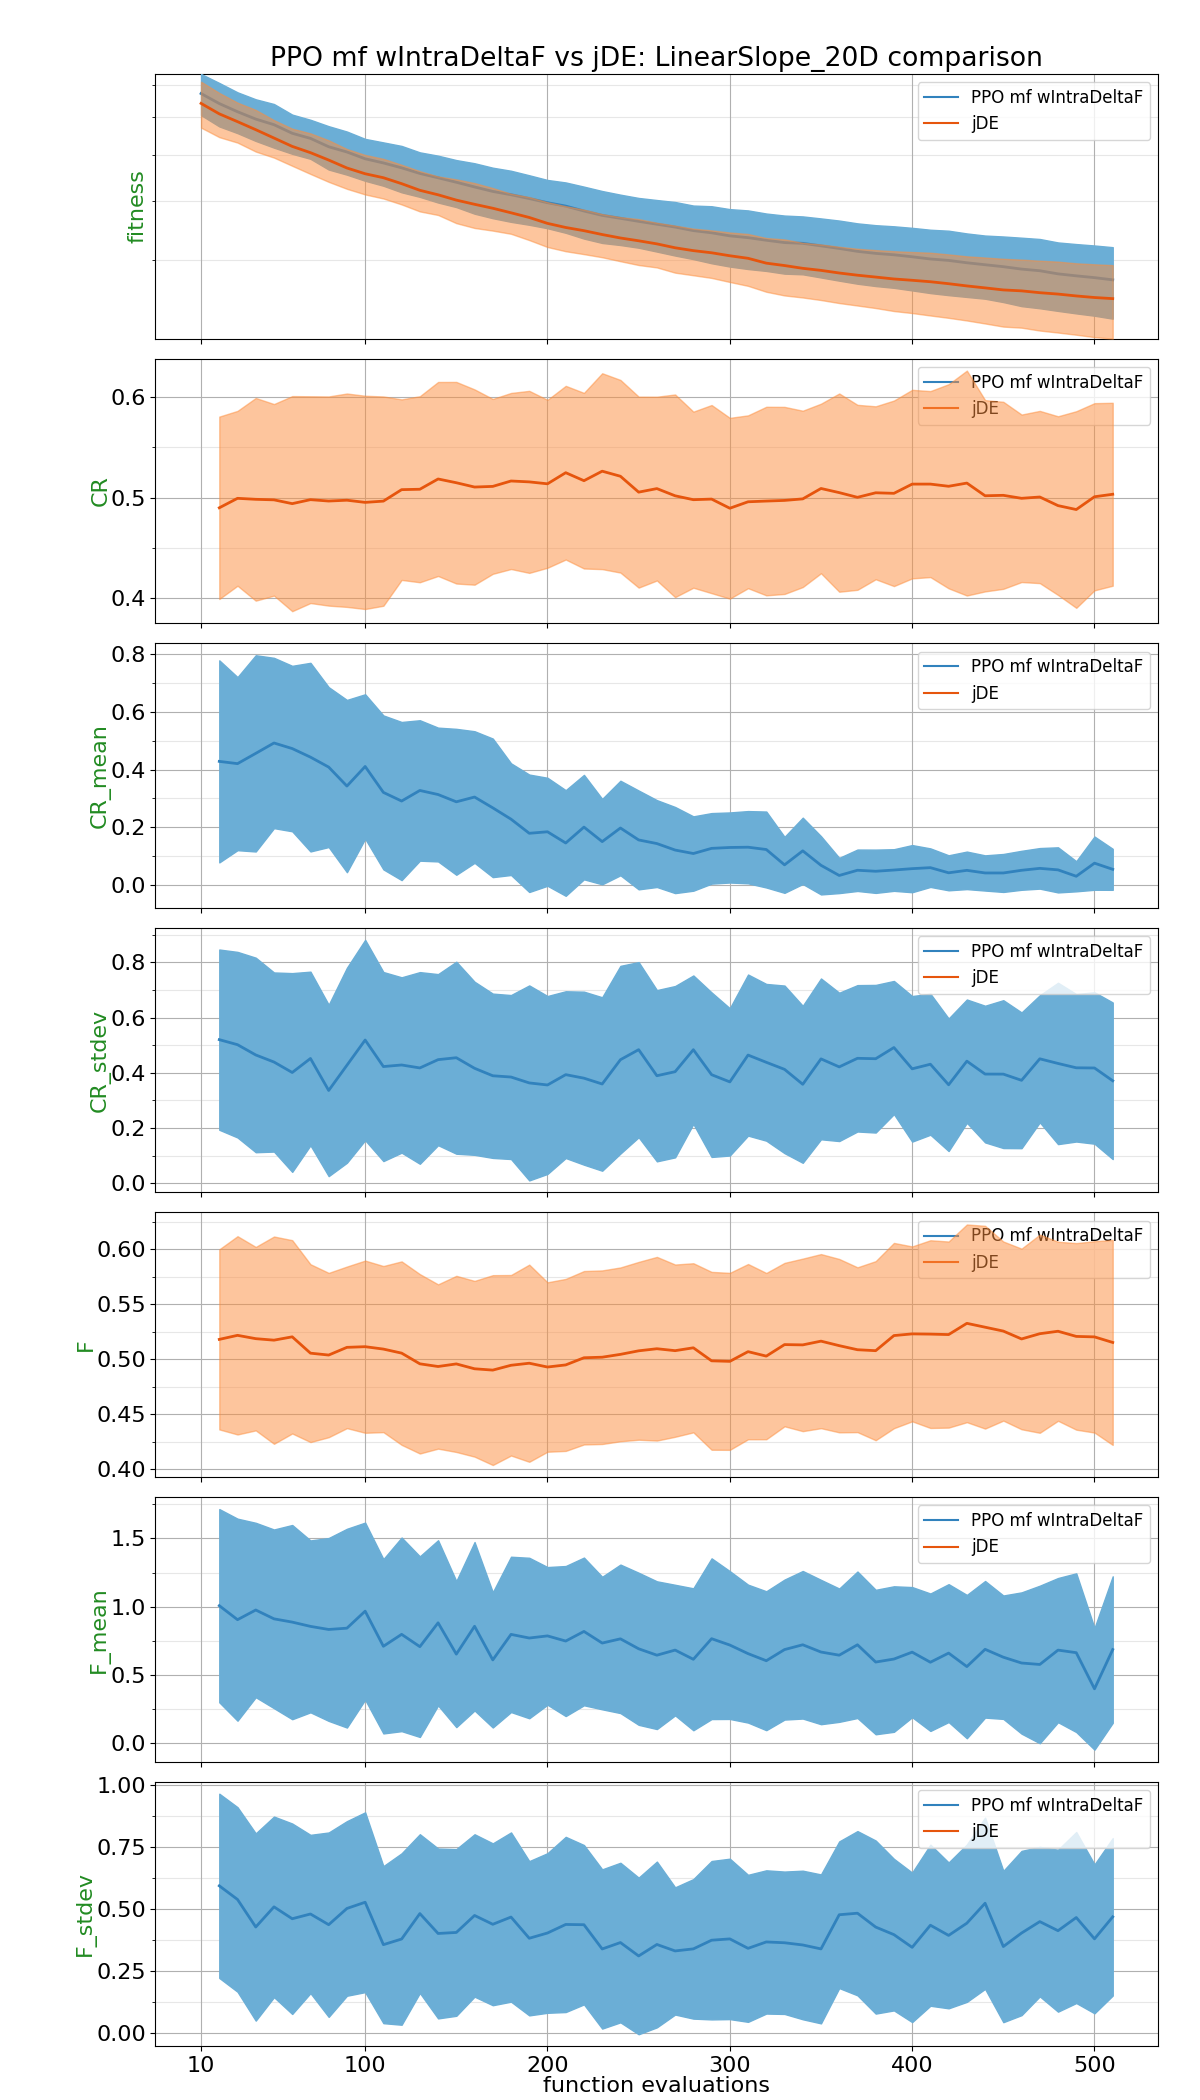 PPO mf wIntraDeltaF vs jDE: LinearSlope_20D comparison
fitness
PPO mf wIntraDeltaF
jDE
CR
0.6
0.5
0.4
PPO mf wIntraDeltaF
jDE
CR_mean
0.8
0.6
0.4
0.2
0.0
PPO mf wIntraDeltaF
jDE
CR_stdev
0.8
0.6
0.4
0.2
0.0
PPO mf wIntraDeltaF
jDE
F
0.60
0.55
0.50
0.45
0.40
PPO mf wIntraDeltaF
jDE
F_mean
1.5
1.0
0.5
0.0
PPO mf wIntraDeltaF
jDE
F_stdev
1.00
0.75
0.50
0.25
0.00
PPO mf wIntraDeltaF
jDE
10 100 200 300 400 500
function evaluations